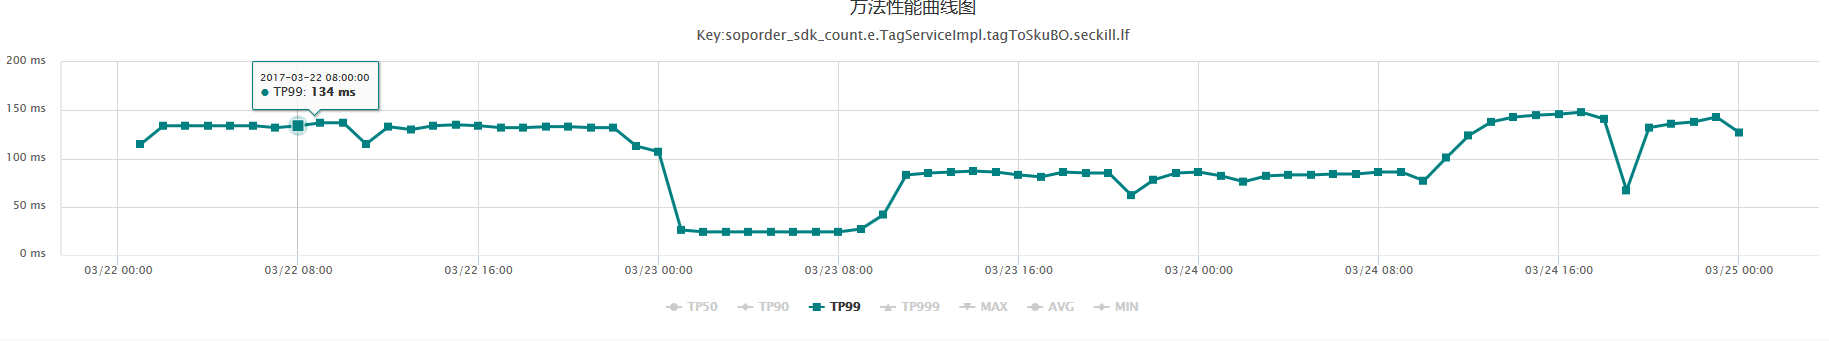 方法性能曲线图
Key:soporder_sdk_count.e.TagServiceImpl.tagToSkuBO.seckill.lf
200 ms
2017-03-22 08:00:00
● TP99: 134 ms
150 ms
100 ms
50 ms
0 ms
03/22 00:00 03/22 08:00 03/22 16:00 03/23 00:00 03/23 08:00 03/23 16:00 03/24 00:00 03/24 08:00 03/24 16:00 03/25 00:00
TP50 TP90 TP99 TP999 MAX AVG MIN